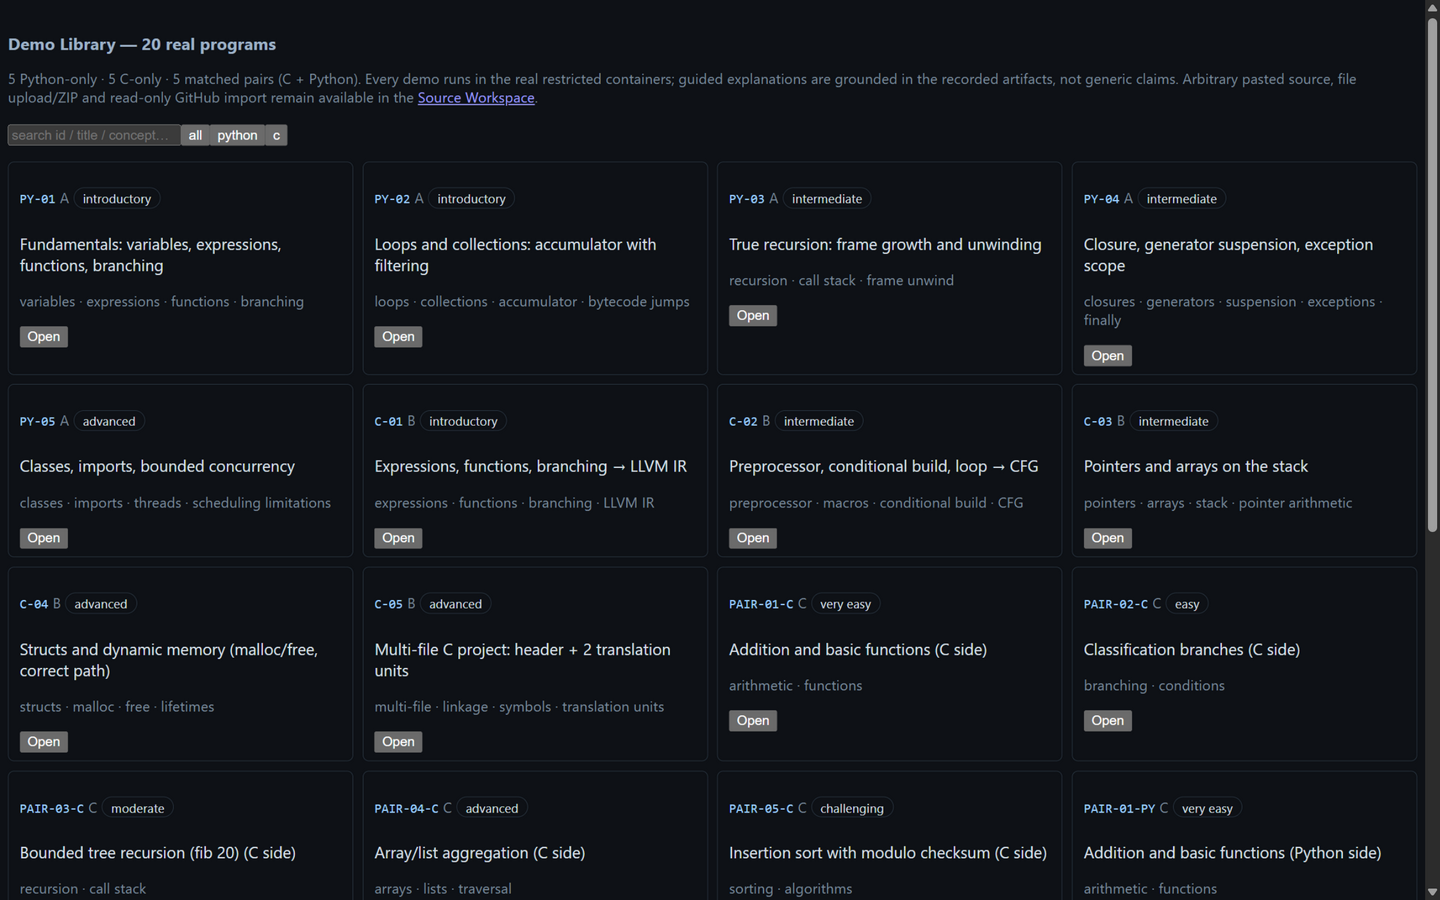 Demo Library — 20 real programs
5 Python-only · 5 C-only · 5 matched pairs (C + Python). Every demo runs in the real restricted containers; guided explanations are grounded in the recorded artifacts, not generic claims. Arbitrary pasted source, file
upload/ZIP and read-only GitHub import remain available in the Source Workspace.
search id / title / concept… all python c
PY-01 A introductory
Fundamentals: variables, expressions,
functions, branching
variables · expressions · functions · branching
Open
PY-02 A introductory
Loops and collections: accumulator with
filtering
loops · collections · accumulator · bytecode jumps
Open
PY-03 A intermediate
True recursion: frame growth and unwinding
recursion · call stack · frame unwind
Open
PY-04 A intermediate
Closure, generator suspension, exception
scope
closures · generators · suspension · exceptions ·
finally
Open
PY-05 A advanced
Classes, imports, bounded concurrency
classes · imports · threads · scheduling limitations
Open
C-01 B introductory
Expressions, functions, branching → LLVM IR
expressions · functions · branching · LLVM IR
Open
C-02 B intermediate
Preprocessor, conditional build, loop → CFG
preprocessor · macros · conditional build · CFG
Open
C-03 B intermediate
Pointers and arrays on the stack
pointers · arrays · stack · pointer arithmetic
Open
C-04 B advanced
Structs and dynamic memory (malloc/free,
correct path)
structs · malloc · free · lifetimes
Open
C-05 B advanced
Multi-file C project: header + 2 translation
units
multi-file · linkage · symbols · translation units
Open
PAIR-01-C C very easy
Addition and basic functions (C side)
arithmetic · functions
Open
PAIR-02-C C easy
Classification branches (C side)
branching · conditions
Open
PAIR-03-C C moderate
Bounded tree recursion (fib 20) (C side)
recursion · call stack
PAIR-04-C C advanced
Array/list aggregation (C side)
arrays · lists · traversal
PAIR-05-C C challenging
Insertion sort with modulo checksum (C side)
sorting · algorithms
PAIR-01-PY C very easy
Addition and basic functions (Python side)
arithmetic · functions